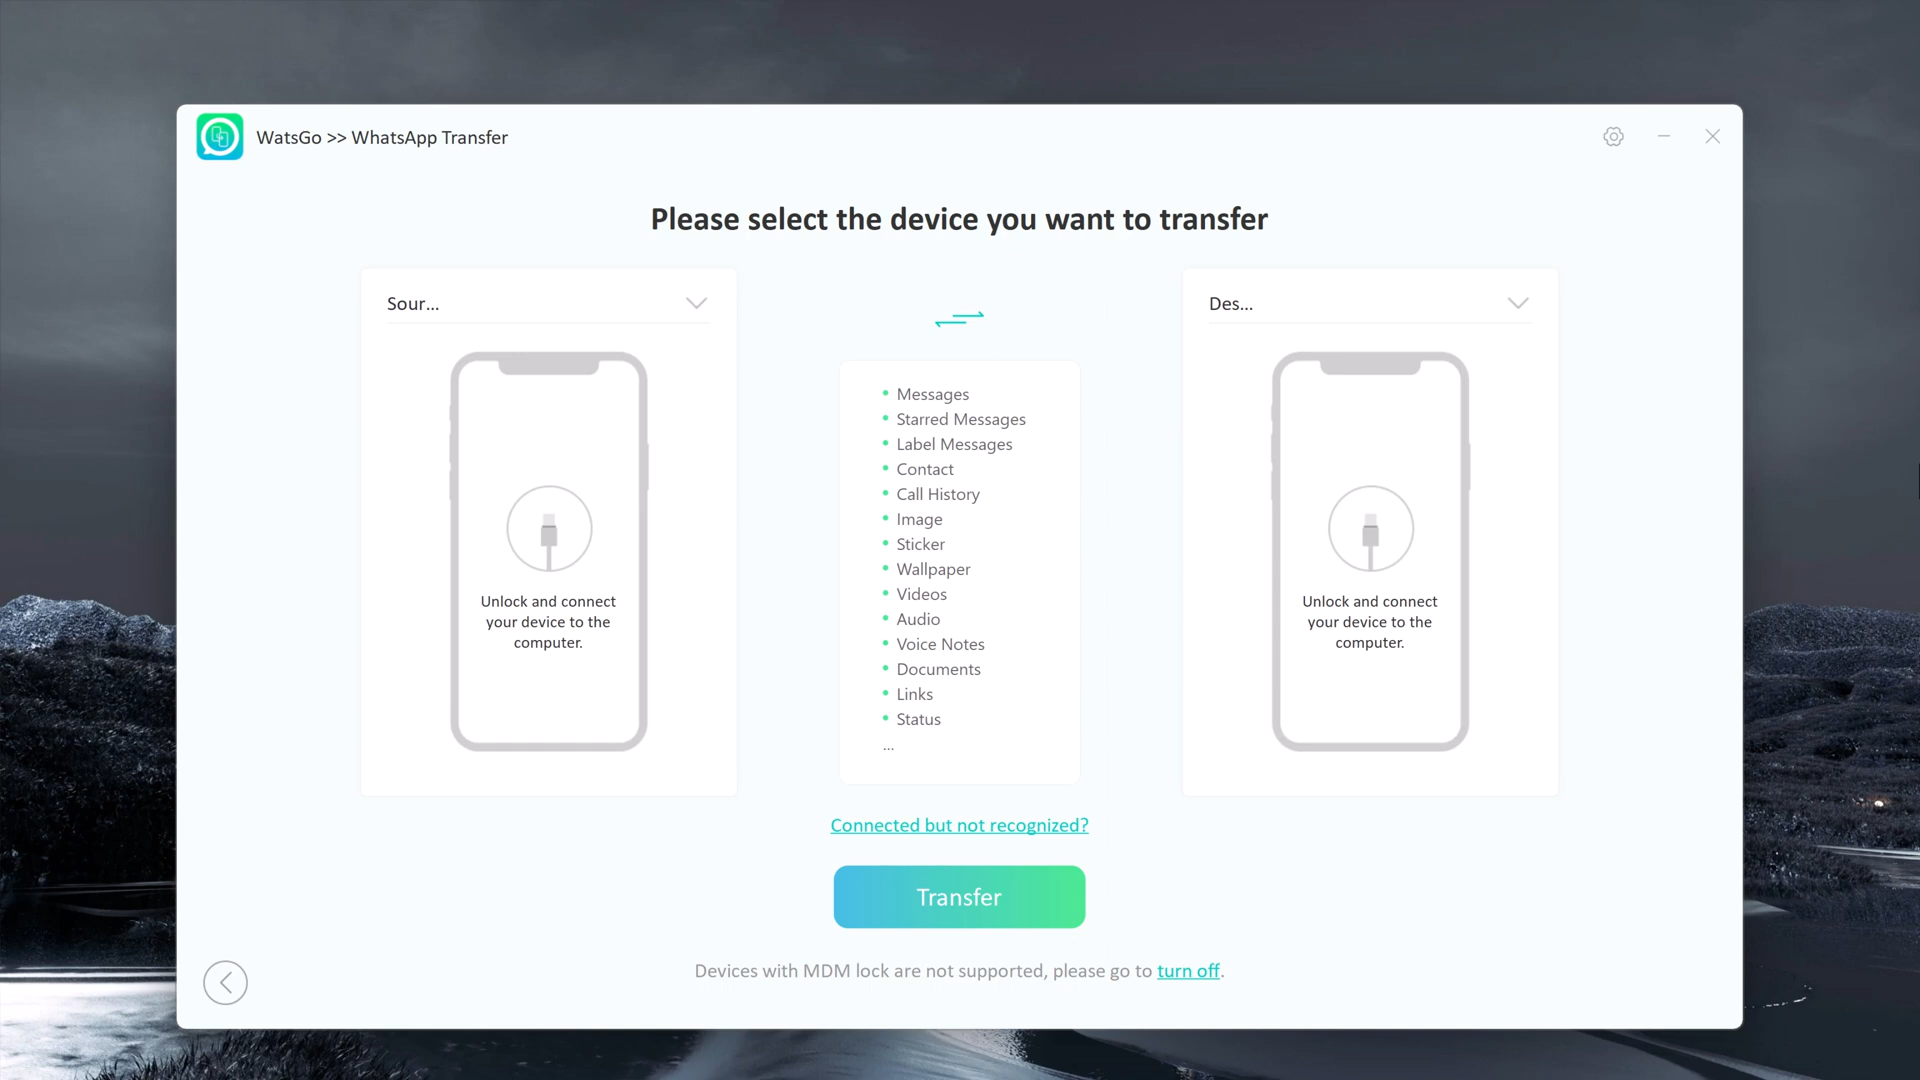 WatsGo >> WhatsApp Transfer
Please select the device you want to transfer
Sour...
Unlock and connect
your device to the
computer.
Messages
Starred Messages
Label Messages
Contact
Call History
Image
Sticker
Wallpaper
Videos
Audio
Voice Notes
Documents
Links
Status
...
Des...
Unlock and connect
your device to the
computer.
Connected but not recognized?
Transfer
Devices with MDM lock are not supported, please go to turn off.